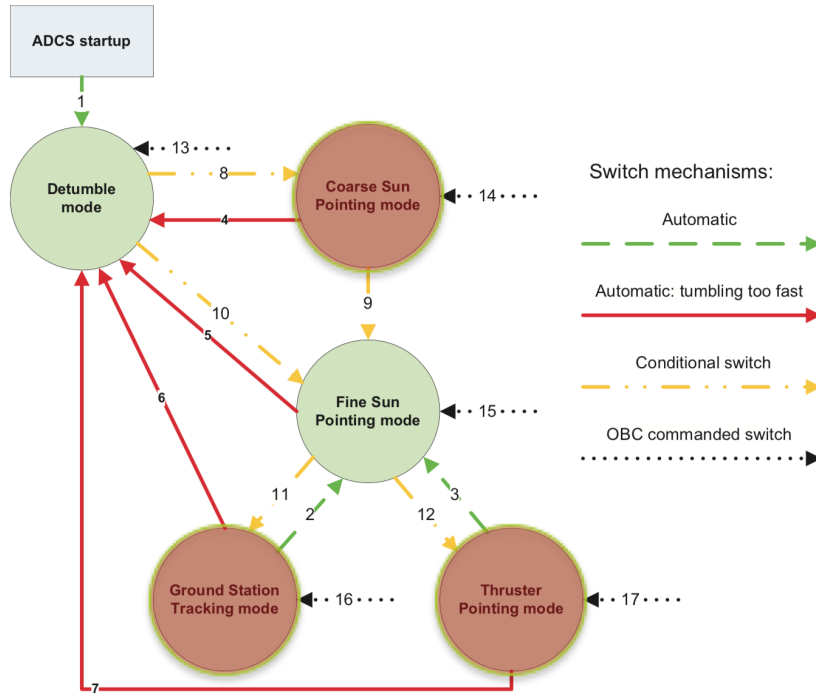 ADCS startup
1
Detumble
mode
13
8
Coarse Sun
Pointing mode
14
4
9
10
5
6
Fine Sun
Pointing mode
15
11
2
12
3
Ground Station
Tracking mode
16
Thruster
Pointing mode
17
7
Switch mechanisms:
Automatic
Automatic: tumbling too fast
Conditional switch
OBC commanded switch